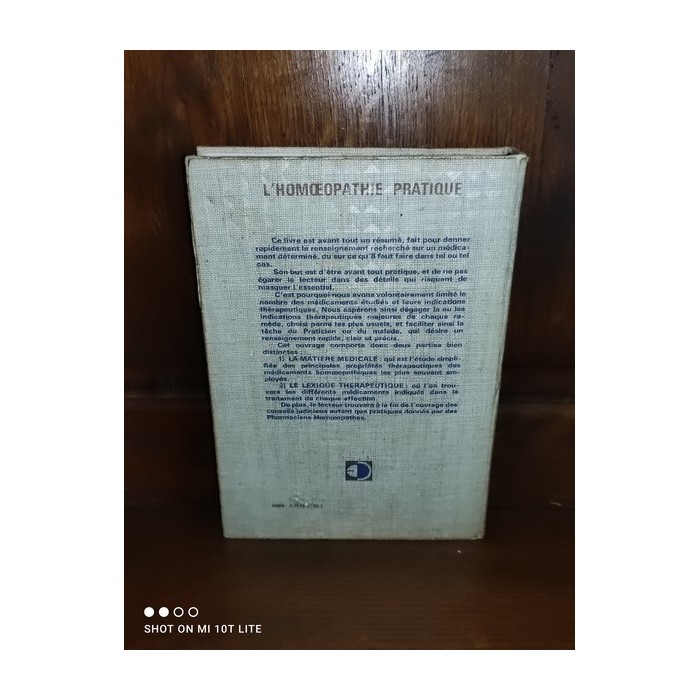 L'HOMŒOPATHIE PRATIQUE
Ce livre est avant tout un résumé, fait pour donner
rapidement le renseignement recherché sur un médica-
ment déterminé, ou sur ce qu'il faut faire dans tel ou tel
cas.
Son but est d'être avant tout pratique, et de ne pas
égarer le lecteur dans des détails qui risquent de
masquer l'essentiel.
C'est pourquoi nous avons volontairement limité le
nombre des médicaments étudiés et leurs indications
thérapeutiques. Nous espérons ainsi dégager la ou les
indications thérapeutiques majeures de chaque re-
mède, choisi parmi les plus usuels, et faciliter ainsi la
tâche du Praticien ou du malade, qui désire un
renseignement rapide, clair et précis.
Cet ouvrage comporte donc deux parties bien
distinctes :
1) LA MATIERE MEDICALE : qui est l'étude simpli-
fiée des principales propriétés thérapeutiques des
médicaments homœopathiques les plus souvent em-
ployés.
2) LE LEXIQUE THERAPEUTIQUE : où l'on trou-
vera les différents médicaments indiqués dans le
traitement de chaque affection.
De plus, le lecteur trouvera à la fin de l'ouvrage des
conseils judicieux autant que pratiques donnés par des
Pharmaciens Homœopathes.
ISBN
SHOT ON MI 10T LITE